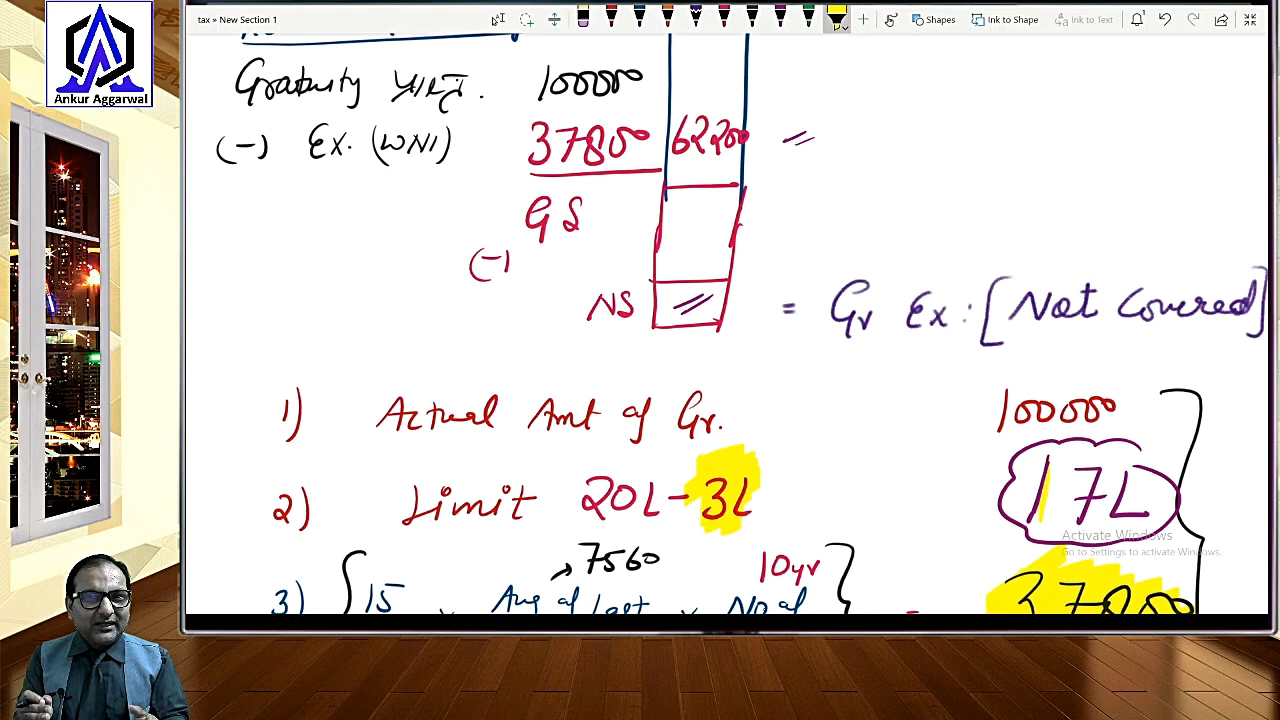 tax » New Section 1
Shapes
Ink to Shape
Ink to Text
Ankur Aggarwal
Gratuity प्राप्त. 100000
(-) Ex. (WN1) 37800 62200 =
GS
(-)
NS = Gr Ex: [Not Covered]
1) Actual Amt of Gr. 100000
2) Limit 20L - 3L 17L
Activate Windows
Go to Settings to activate Windows.
→ 7560 10yr
3) 15 × Avg of last × No of = 37800